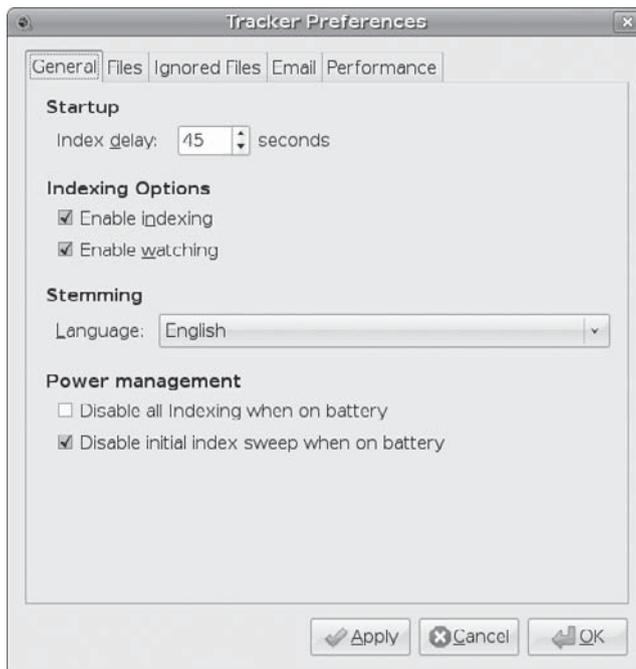 Tracker Preferences
General Files Ignored Files Email Performance
Startup
Index delay: 45 seconds
Indexing Options
Enable indexing
Enable watching
Stemming
Language: English
Power management
Disable all Indexing when on battery
Disable initial index sweep when on battery
Apply Cancel OK